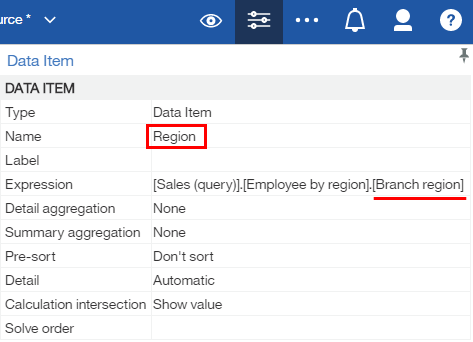 urce *
Data Item
DATA ITEM
Type Data Item
Name Region
Label
Expression [Sales (query)].[Employee by region].[Branch region]
Detail aggregation None
Summary aggregation None
Pre-sort Don't sort
Detail Automatic
Calculation intersection Show value
Solve order